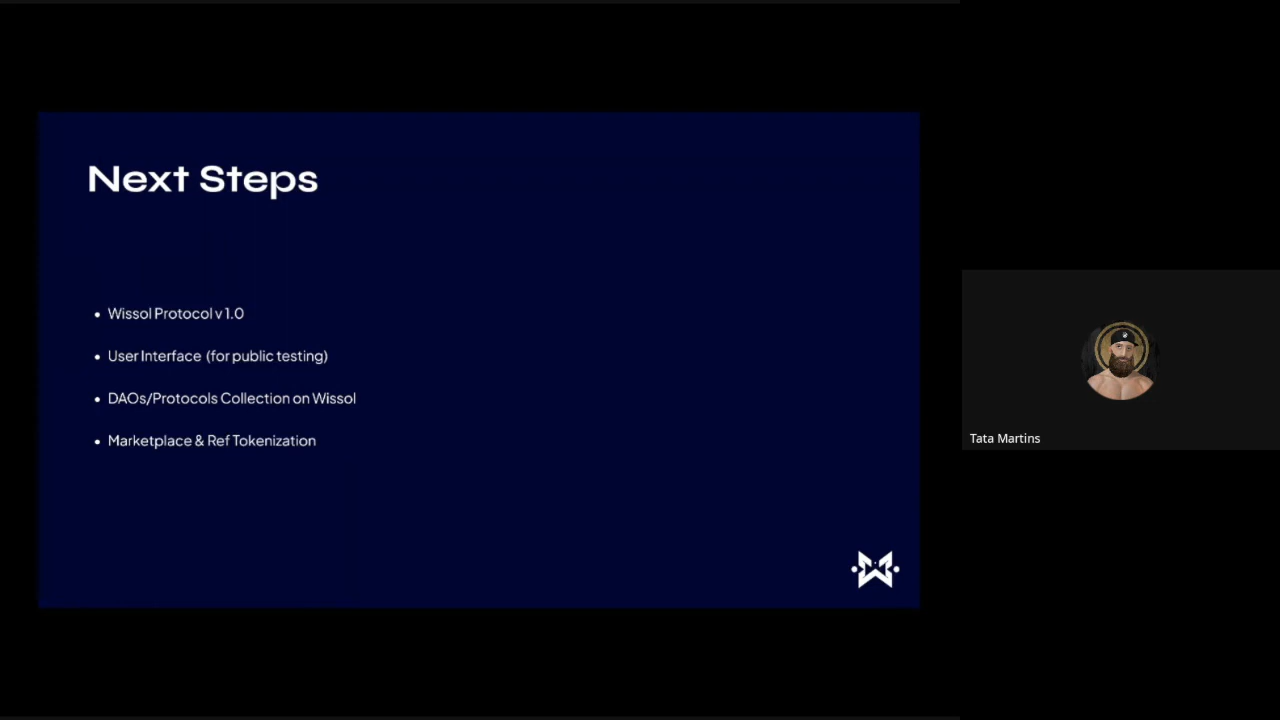 Next Steps
Wissol Protocol v 1.0
User Interface (for public testing)
DAOs/Protocols Collection on Wissol
Marketplace & Ref Tokenization
Tata Martins